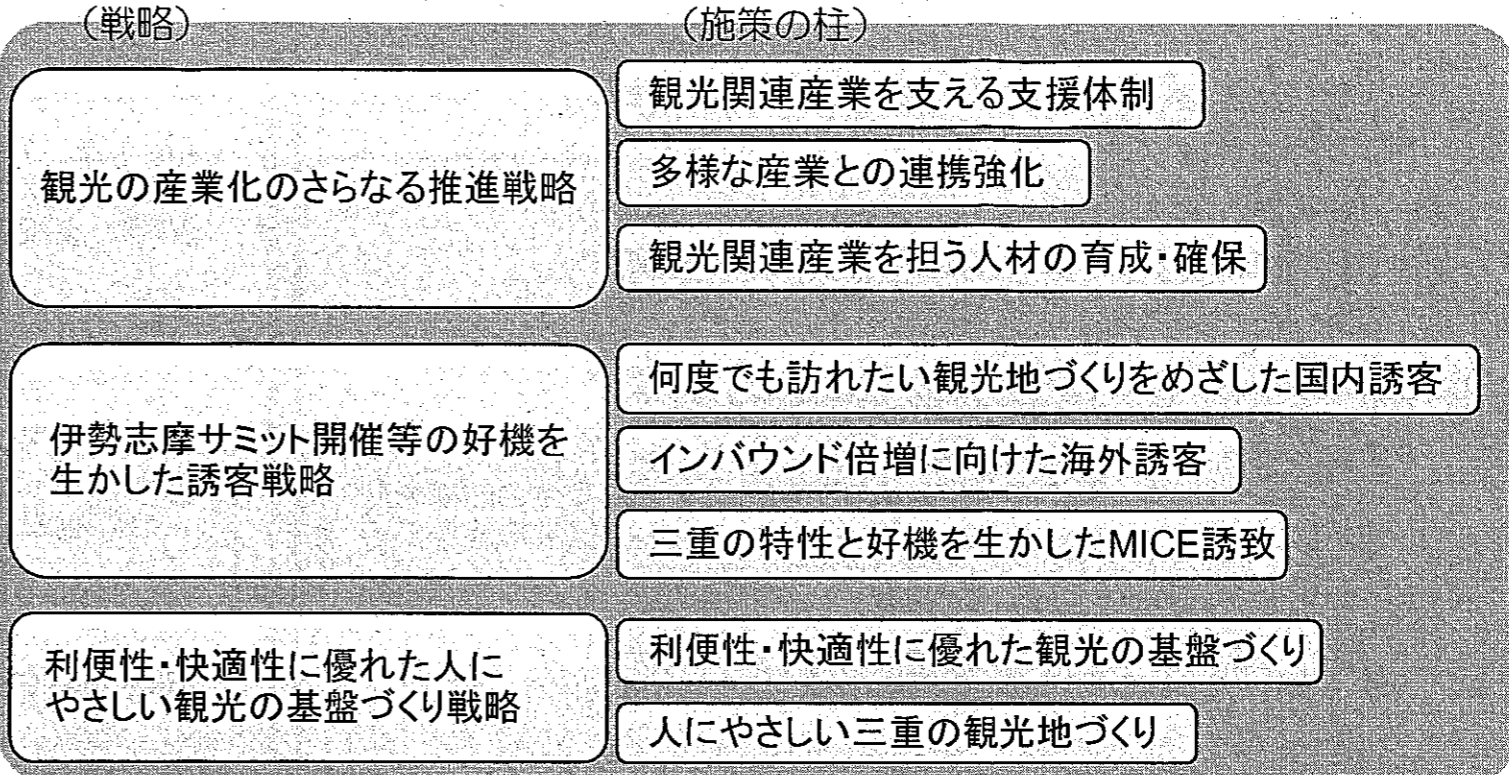 (戦略)
(施策の柱)
観光の産業化のさらなる推進戦略
観光関連産業を支える支援体制
多様な産業との連携強化
観光関連産業を担う人材の育成・確保
伊勢志摩サミット開催等の好機を
生かした誘客戦略
何度でも訪れたい観光地づくりをめざした国内誘客
インバウンド倍増に向けた海外誘客
三重の特性と好機を生かしたMICE誘致
利便性・快適性に優れた人に
やさしい観光の基盤づくり戦略
利便性・快適性に優れた観光の基盤づくり
人にやさしい三重の観光地づくり